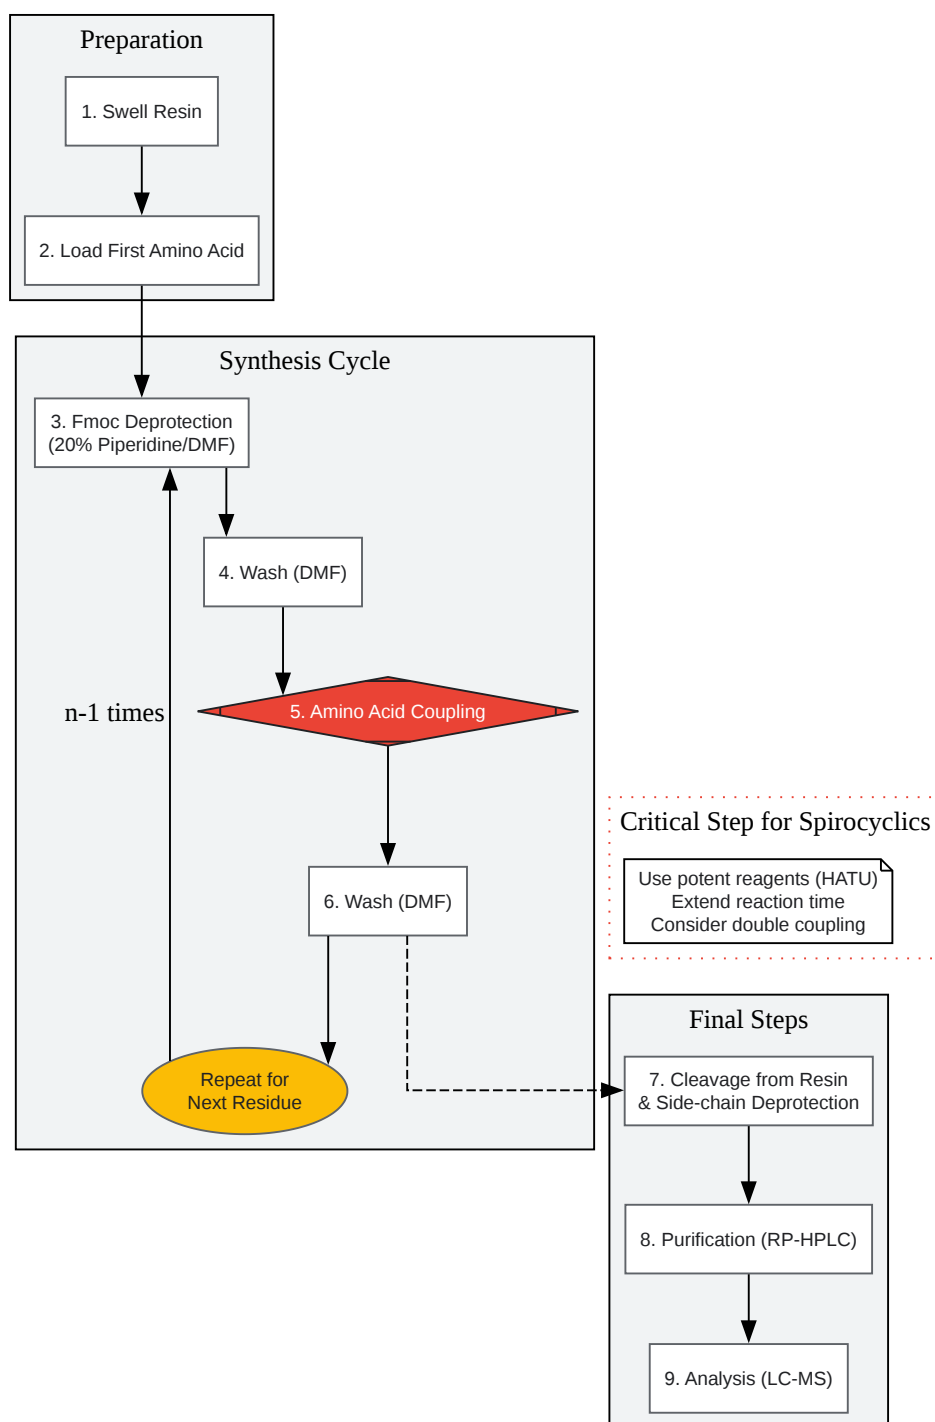 Preparation
1. Swell Resin
2. Load First Amino Acid
Synthesis Cycle
3. Fmoc Deprotection
(20% Piperidine/DMF)
4. Wash (DMF)
n-1 times
5. Amino Acid Coupling
Critical Step for Spirocyclics
Use potent reagents (HATU)
Extend reaction time
Consider double coupling
6. Wash (DMF)
Repeat for
Next Residue
Final Steps
7. Cleavage from Resin
& Side-chain Deprotection
8. Purification (RP-HPLC)
9. Analysis (LC-MS)